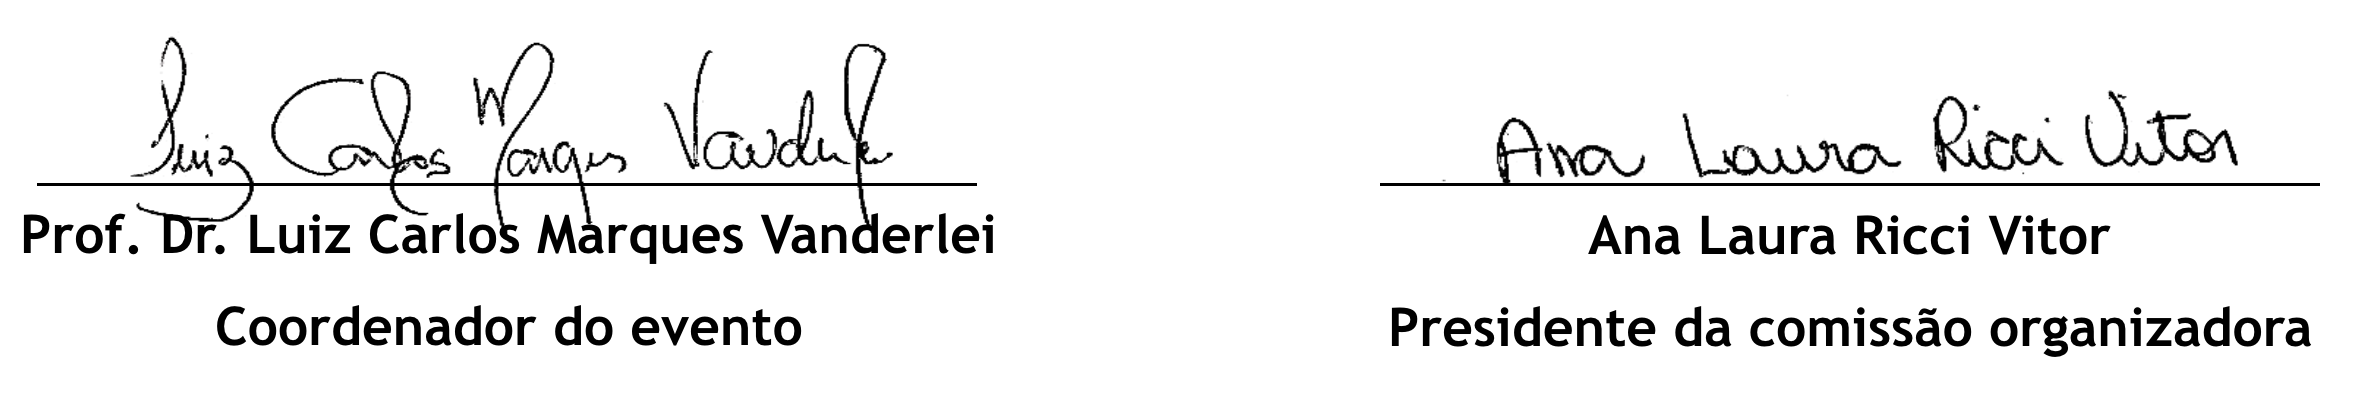 Luiz Carlos Marques Vanderlei
Prof. Dr. Luiz Carlos Marques Vanderlei
Coordenador do evento
Ana Laura Ricci Vitor
Ana Laura Ricci Vitor
Presidente da comissão organizadora